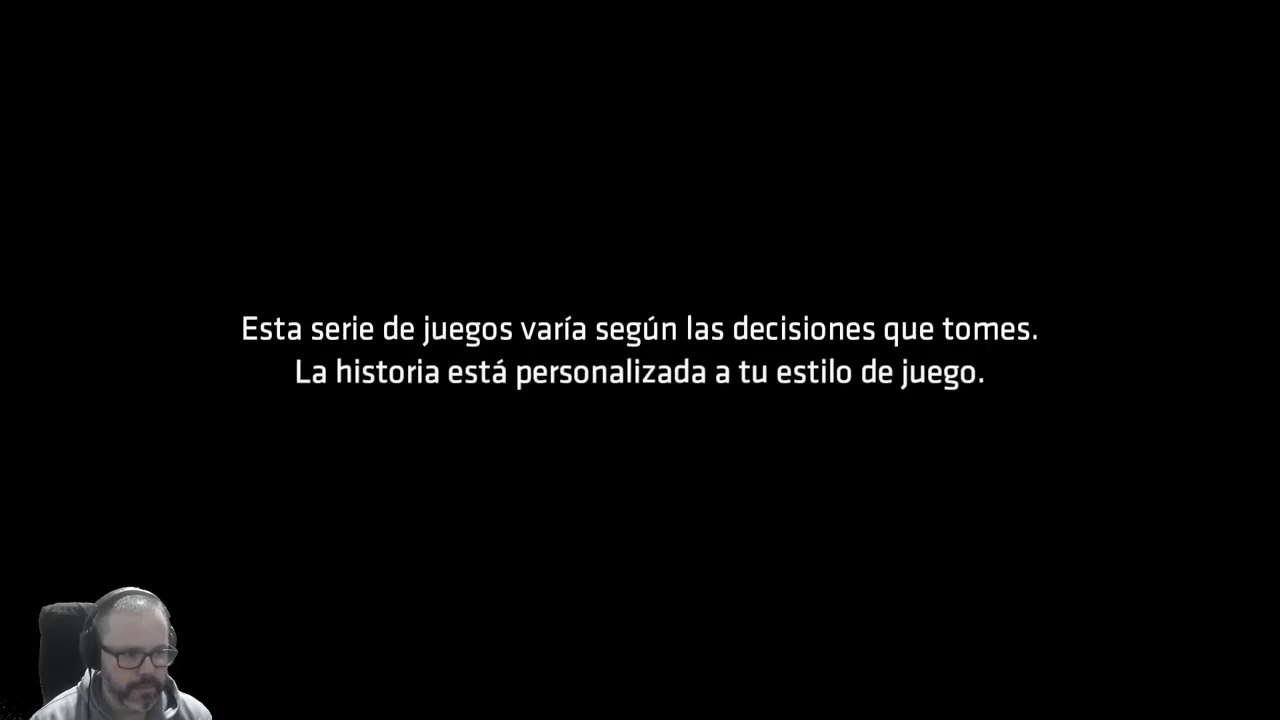 Esta serie de juegos varía según las decisiones que tomes.
La historia está personalizada a tu estilo de juego.